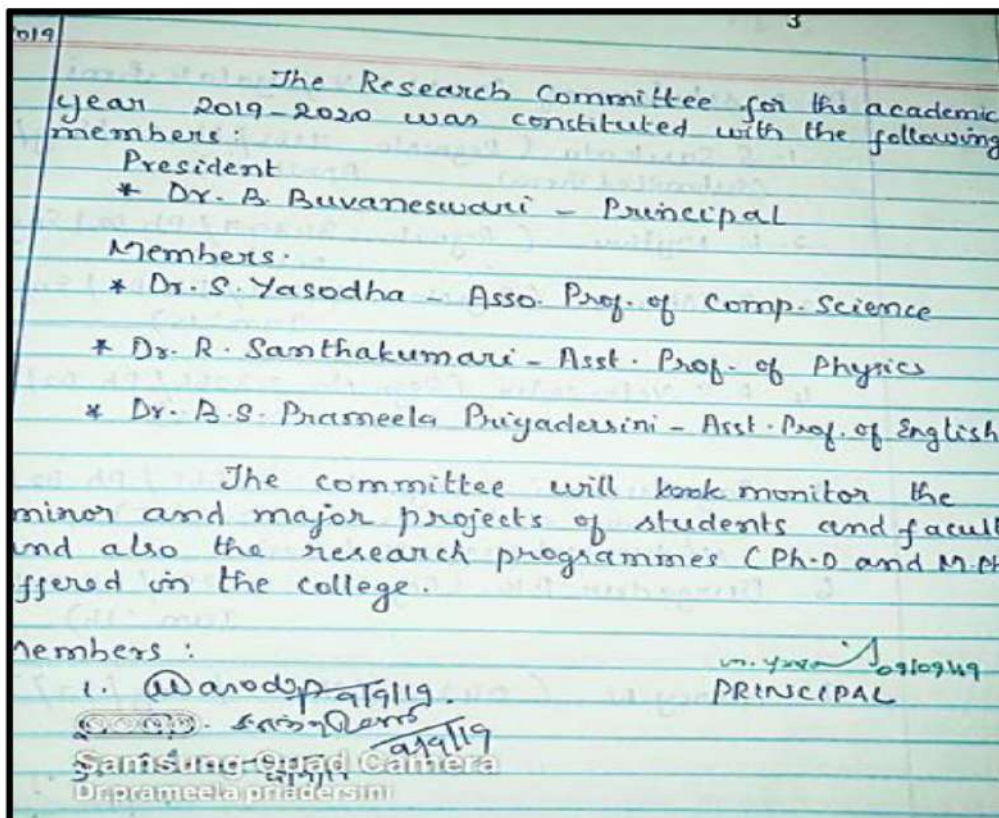 3
2019
The Research Committee for the academic
year 2019-2020 was constituted with the following
members:
President
* Dr. B. Buvaneswari - Principal
Members:
* Dr. S. Yasodha - Asso. Prof. of Comp. Science
* Dr. R. Santhakumari - Asst. Prof. of Physics
* Dr. B.S. Prameela Priyadersini - Asst. Prof. of English
The committee will monitor the
minor and major projects of students and facult
and also the research programmes (Ph.D and M.Ph
ffered in the college.
Members :
09/09/19
PRINCIPAL
1. 9/9/19.
2. 9/9/19
3.
Samsung Quad Camera
Dr.prameela priadersini